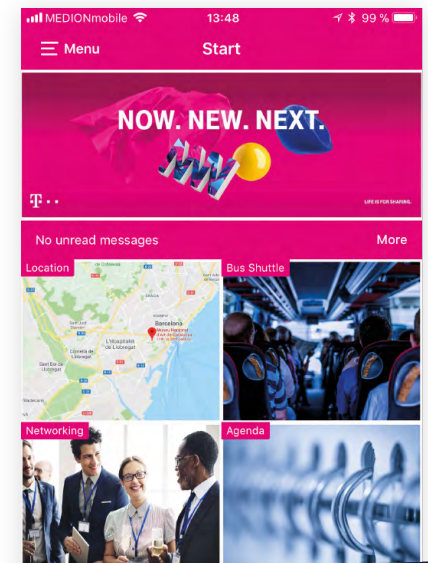 MEDIONmobile 13:48 99 %
Menu Start
NOW. NEW. NEXT.
T
LIFE IS FOR SHARING.
No unread messages More
Location Bus Shuttle
Barcelona
L'Hospitalet
de Llobregat
Networking Agenda